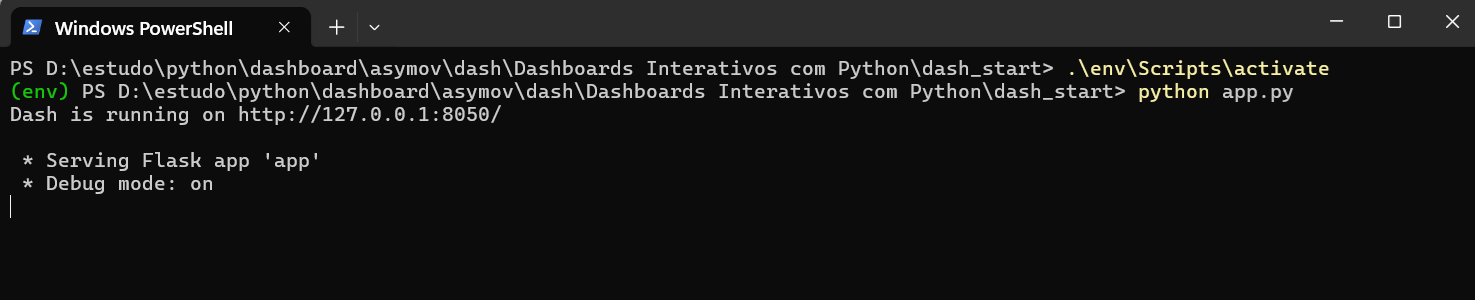 Windows PowerShell
PS D:\estudo\python\dashboard\asymov\dash\Dashboards Interativos com Python\dash_start> .\env\Scripts\activate
(env) PS D:\estudo\python\dashboard\asymov\dash\Dashboards Interativos com Python\dash_start> python app.py
Dash is running on http://127.0.0.1:8050/
 * Serving Flask app 'app'
 * Debug mode: on